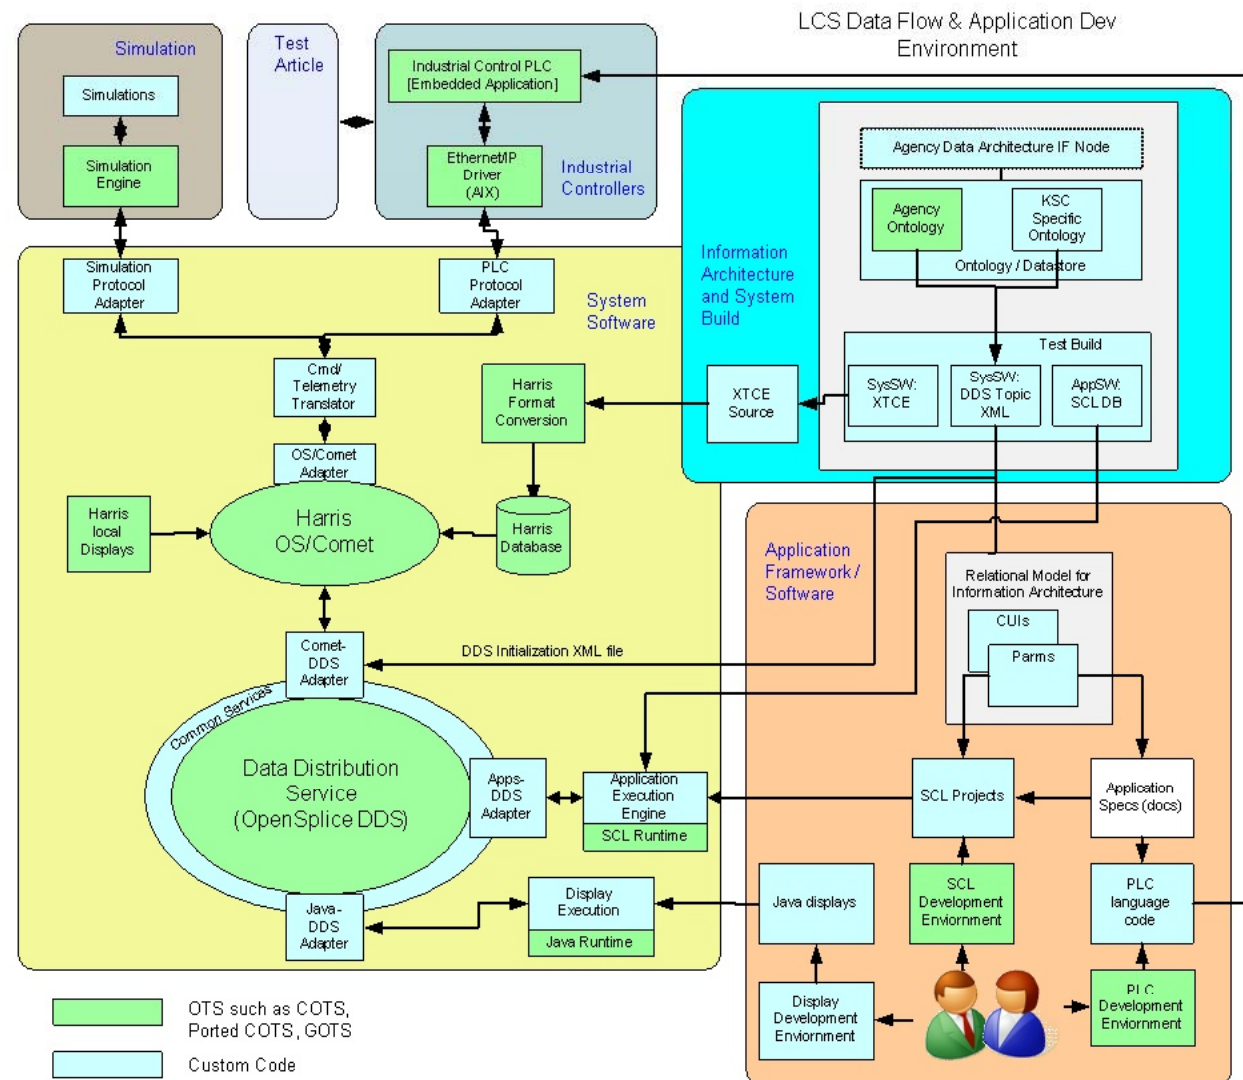 LCS Data Flow & Application Dev
Environment
Simulation
Simulations
Simulation
Engine
Test
Article
Industrial Control PLC
[Embedded Application]
Ethernet/IP
Driver
(AIX)
Industrial
Controllers
Agency Data Architecture IF Node
Agency
Ontology
KSC
Specific
Ontology
Ontology / Datastore
Information
Architecture
and System
Build
Test Build
SysSW:
XTCE
SysSW:
DDS Topic
XML
AppSW:
SCL DB
XTCE
Source
Simulation
Protocol
Adapter
PLC
Protocol
Adapter
System
Software
Cmd/
Telemetry
Translator
Harris
Format
Conversion
OS/Comet
Adapter
Harris
local
Displays
Harris
OS/Comet
Harris
Database
Comet-
DDS
Adapter
DDS Initialization XML file
Common Services
Data Distribution
Service
(OpenSplice DDS)
Apps-
DDS
Adapter
Application
Execution
Engine
SCL Runtime
Java-
DDS
Adapter
Display
Execution
Java Runtime
Application
Framework /
Software
Relational Model for
Information Architecture
CUIs
Parms
SCL Projects
Application
Specs (docs)
Java displays
SCL
Development
Enviornment
PLC
language
code
Display
Development
Enviornment
PLC
Development
Enviornment
OTS such as COTS,
Ported COTS, GOTS
Custom Code